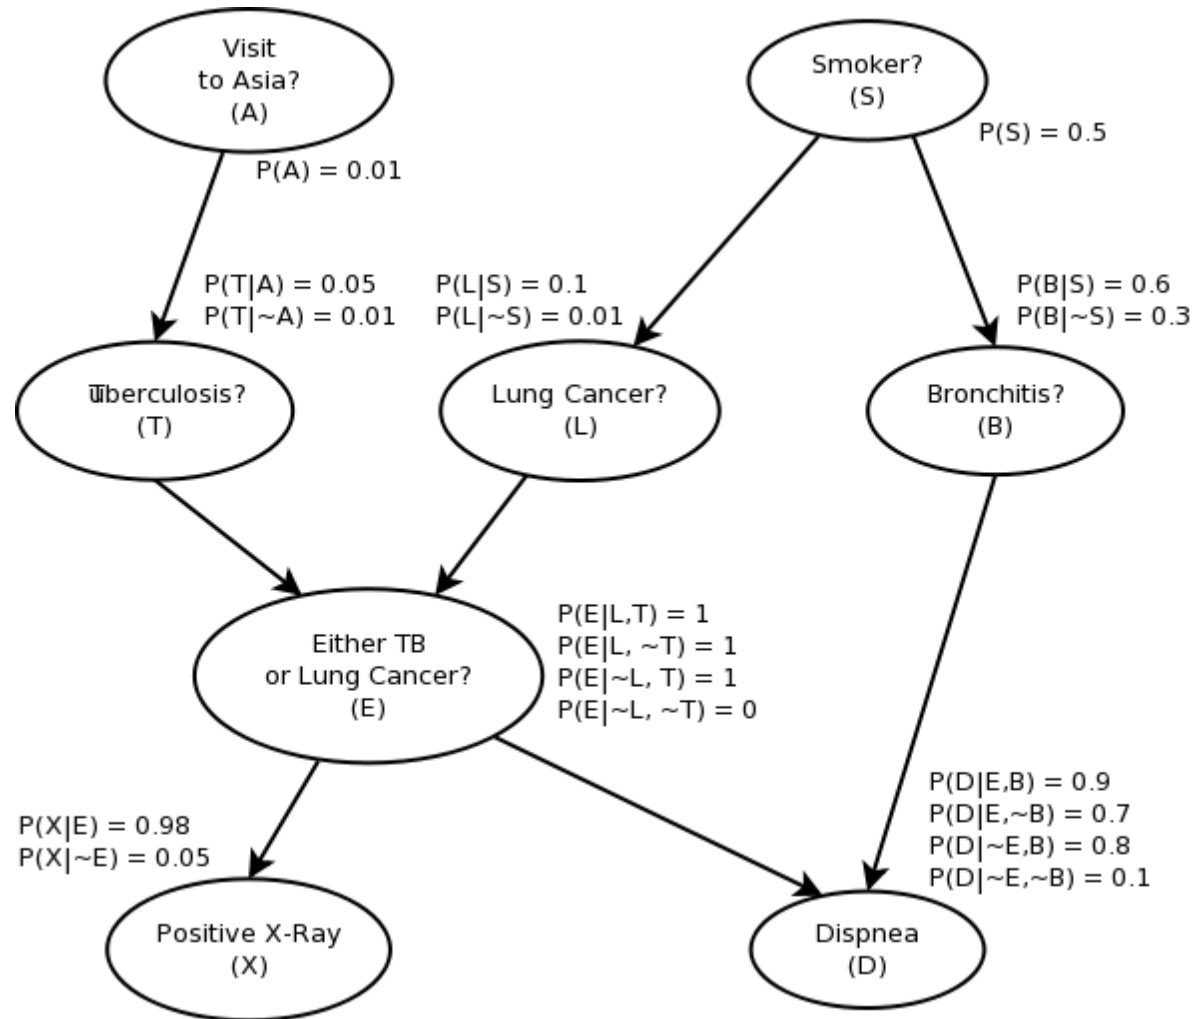 Visit
to Asia?
(A)
P(A) = 0.01
Smoker?
(S)
P(S) = 0.5
P(T|A) = 0.05
P(T|~A) = 0.01
P(L|S) = 0.1
P(L|~S) = 0.01
P(B|S) = 0.6
P(B|~S) = 0.3
Tuberculosis?
(T)
Lung Cancer?
(L)
Bronchitis?
(B)
Either TB
or Lung Cancer?
(E)
P(E|L,T) = 1
P(E|L, ~T) = 1
P(E|~L, T) = 1
P(E|~L, ~T) = 0
P(X|E) = 0.98
P(X|~E) = 0.05
P(D|E,B) = 0.9
P(D|E,~B) = 0.7
P(D|~E,B) = 0.8
P(D|~E,~B) = 0.1
Positive X-Ray
(X)
Dispnea
(D)